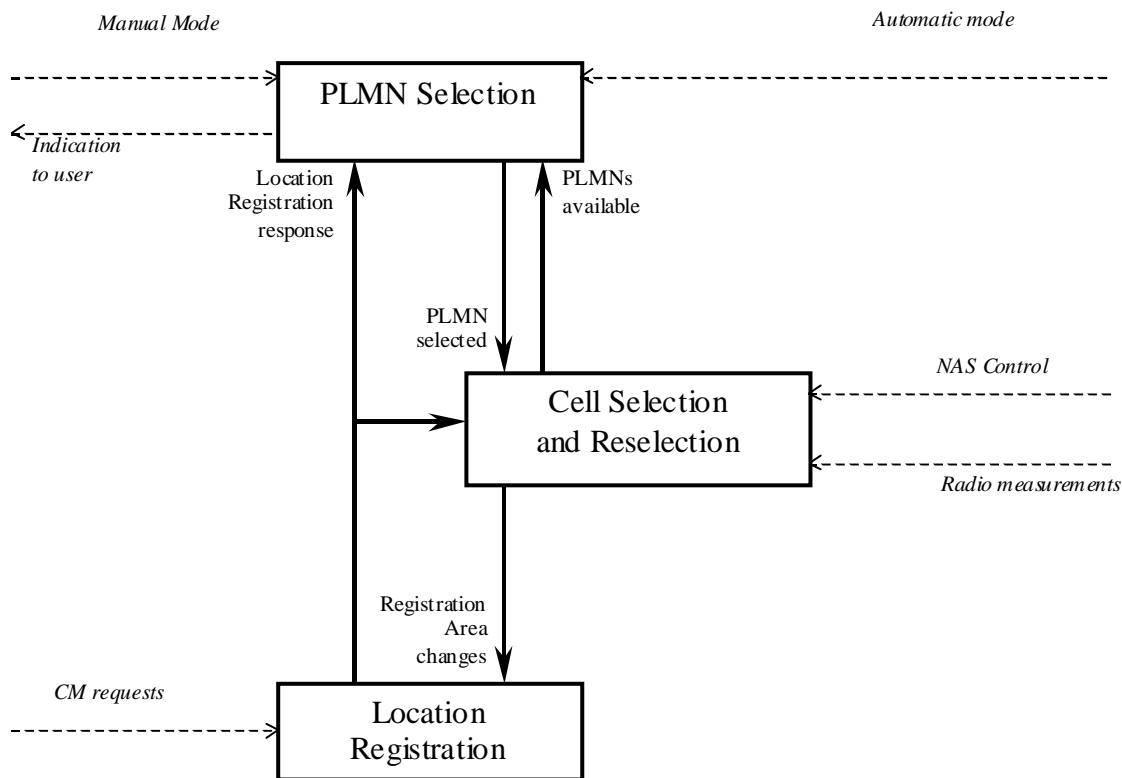 Manual Mode
Automatic mode
PLMN Selection
Indication
to user
Location
Registration
response
PLMNs
available
PLMN
selected
NAS Control
Cell Selection
and Reselection
Radio measurements
Registration
Area
changes
CM requests
Location
Registration